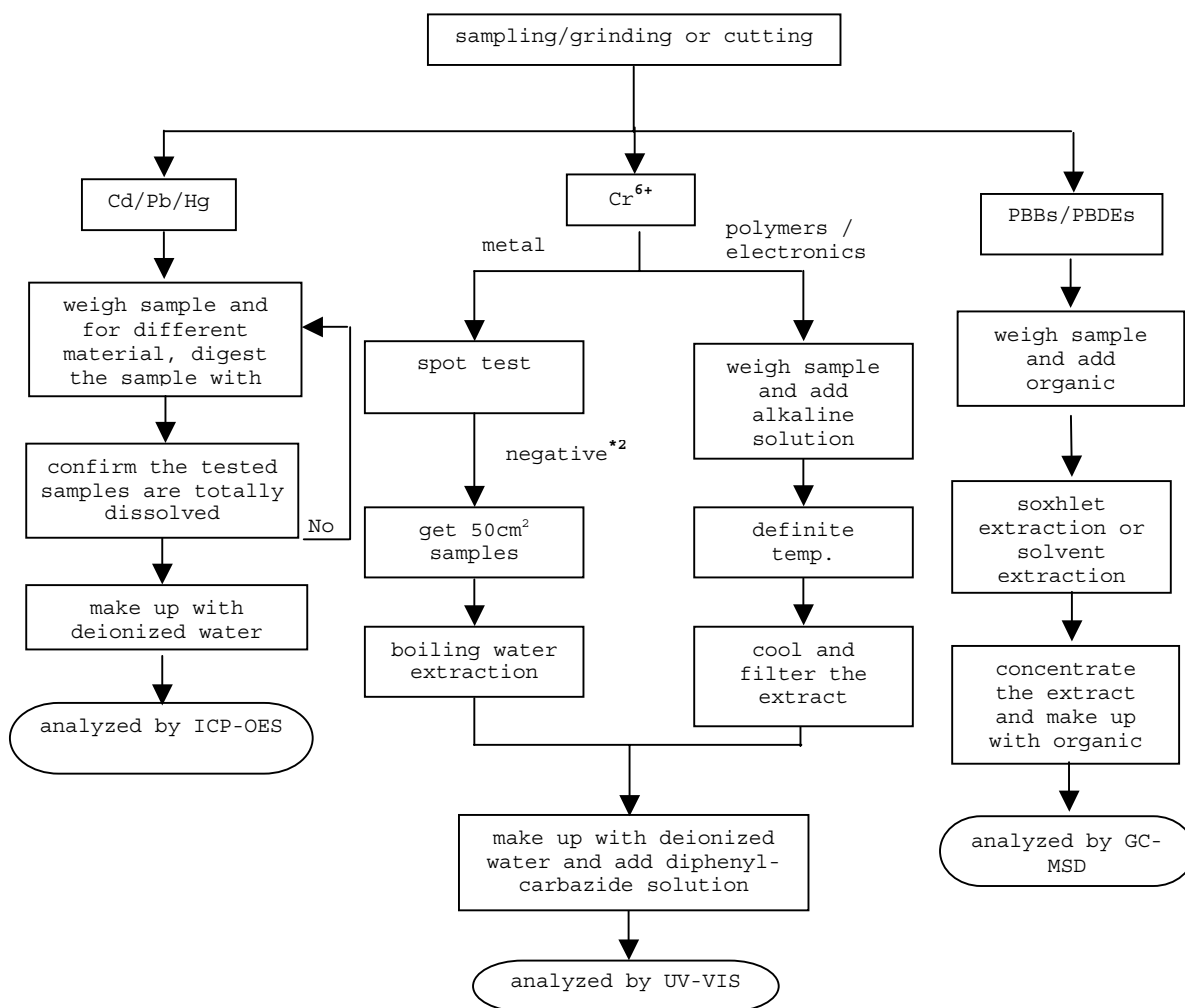 sampling/grinding or cutting
Cd/Pb/Hg
weigh sample and
for different
material, digest
the sample with
confirm the tested
samples are totally
dissolved
No
make up with
deionized water
analyzed by ICP-OES
Cr⁶⁺
metal
spot test
negative*²
get 50cm²
samples
boiling water
extraction
polymers /
electronics
weigh sample
and add
alkaline
solution
definite
temp.
cool and
filter the
extract
make up with deionized
water and add diphenyl-
carbazide solution
analyzed by UV-VIS
PBBs/PBDEs
weigh sample
and add
organic
soxhlet
extraction or
solvent
extraction
concentrate
the extract
and make up
with organic
analyzed by GC-
MSD